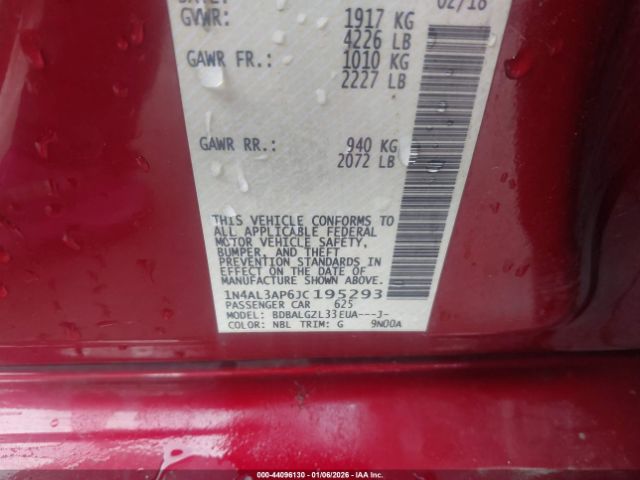 02/18
GVWR: 1917 KG
4226 LB
GAWR FR.: 1010 KG
2227 LB
GAWR RR.: 940 KG
2072 LB
THIS VEHICLE CONFORMS TO
ALL APPLICABLE FEDERAL
MOTOR VEHICLE SAFETY,
BUMPER, AND THEFT
PREVENTION STANDARDS IN
EFFECT ON THE DATE OF
MANUFACTURE SHOWN ABOVE.
1N4AL3AP6JC195293
PASSENGER CAR 625
MODEL: BDBALGZL33EUA---J-
COLOR: NBL TRIM: G 9N00A
000-44096130 - 01/06/2026 - IAA Inc.